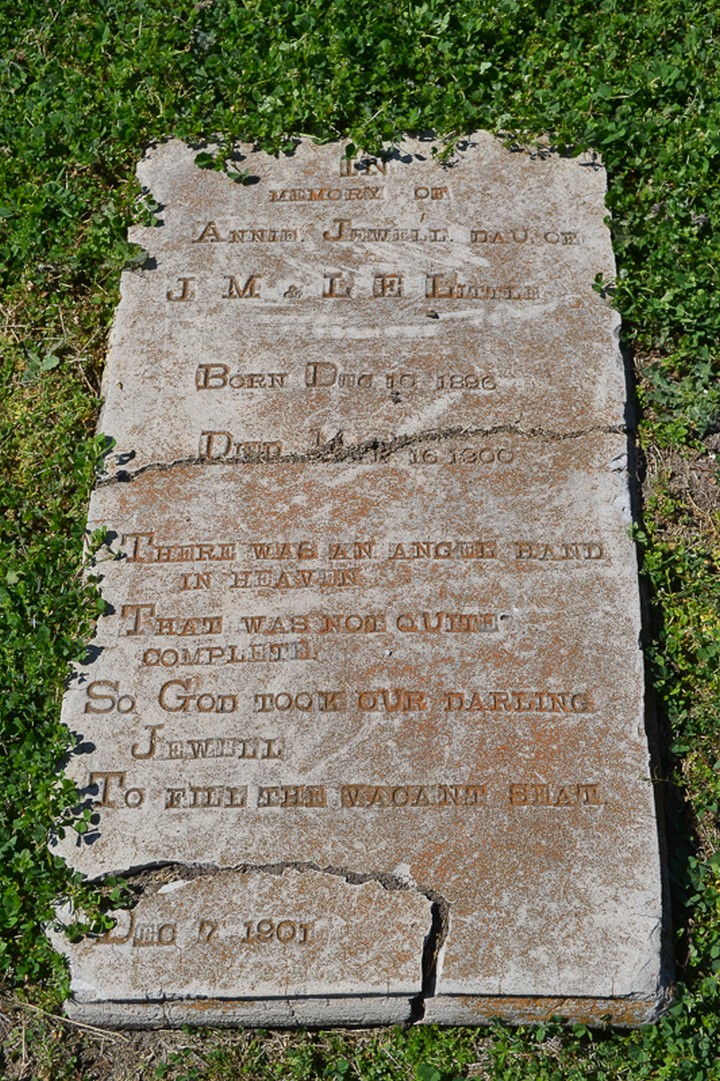 IN
MEMORY OF
ANNIE. JEWELL. DAU. OF
J M & L E LITTLE
BORN DEC 10 1896
DIED 16 1900
THERE WAS AN ANGEL BAND
IN HEAVEN
THAT WAS NOT QUITE
COMPLETE.
SO, GOD TOOK OUR DARLING
JEWELL
TO FILL THE VACANT SEAT.
DEC 7 1901